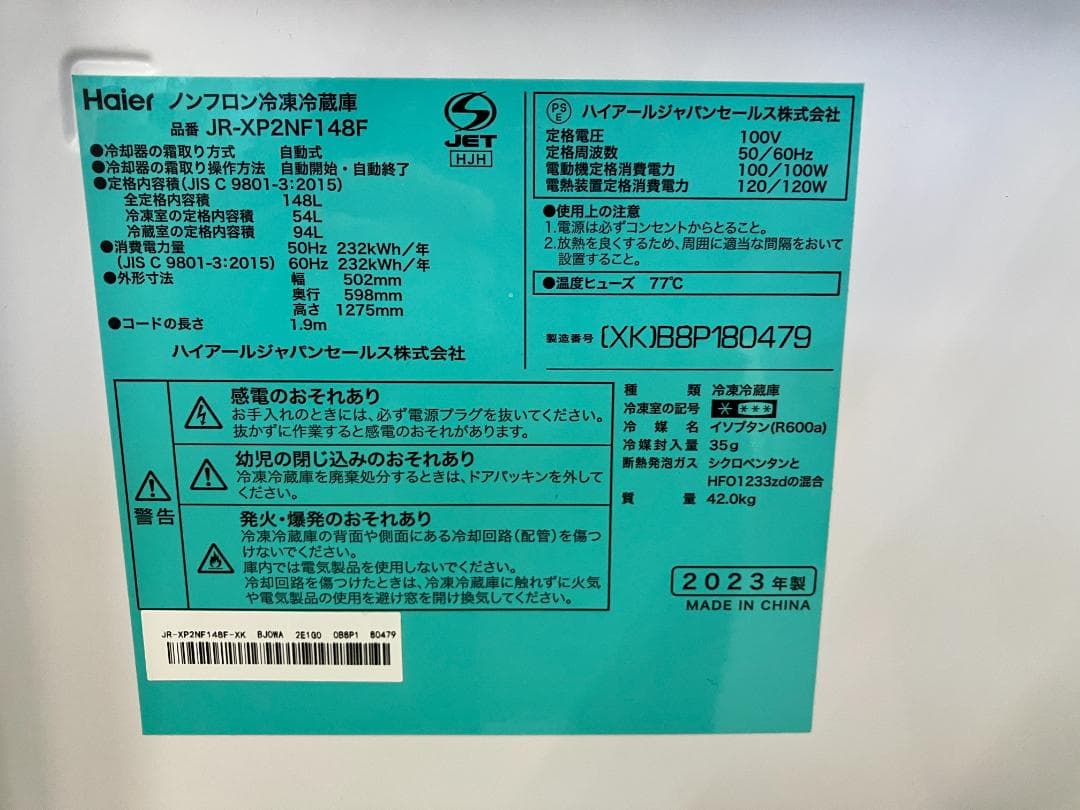 Haier ノンフロン冷凍冷蔵庫
品番 JR-XP2NF148F
●冷却器の霜取り方式 自動式
●冷却器の霜取り操作方法 自動開始・自動終了
●定格内容積(JIS C 9801-3:2015)
全定格内容積 148L
冷凍室の定格内容積 54L
冷蔵室の定格内容積 94L
●消費電力量 50Hz 232kWh/年
(JIS C 9801-3:2015) 60Hz 232kWh/年
●外形寸法 幅 502mm
奥行 598mm
高さ 1275mm
●コードの長さ 1.9m
ハイアールジャパンセールス株式会社
JET
HJH
PSE ハイアールジャパンセールス株式会社
定格電圧 100V
定格周波数 50/60Hz
電動機定格消費電力 100/100W
電熱装置定格消費電力 120/120W
●使用上の注意
1.電源は必ずコンセントからとること。
2.放熱を良くするため、周囲に適当な間隔をおいて
設置すること。
●温度ヒューズ 77℃
製造番号 (XK)B8P180479
警告
感電のおそれあり
お手入れのときには、必ず電源プラグを抜いてください。
抜かずに作業すると感電のおそれがあります。
幼児の閉じ込みのおそれあり
冷凍冷蔵庫を廃棄処分するときは、ドアパッキンを外して
ください。
発火・爆発のおそれあり
冷凍冷蔵庫の背面や側面にある冷却回路(配管)を傷つ
けないでください。
庫内では電気製品を使用しないでください。
冷却回路を傷つけたときは、冷凍冷蔵庫に触れずに火気
や電気製品の使用を避け窓を開け換気してください。
種類 冷凍冷蔵庫
冷凍室の記号 * ***
冷媒名 イソブタン(R600a)
冷媒封入量 35g
断熱発泡ガス シクロペンタンと
HFO1233zdの混合
質量 42.0kg
2023年製
MADE IN CHINA
JR-XP2NF148F-XK BJ0WA 2E1G0 0B8P1 80479